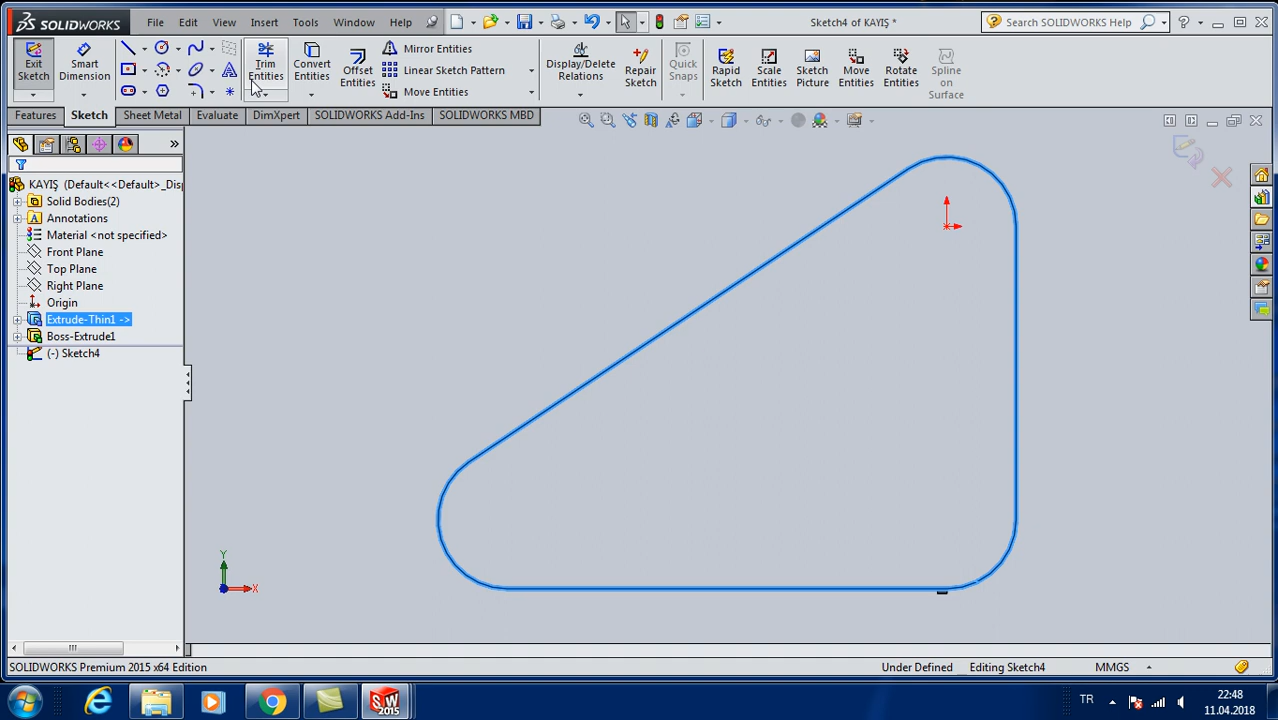 SOLIDWORKS File Edit View Insert Tools Window Help Sketch4 of KAYIŞ * Search SOLIDWORKS Help
Exit Sketch
Smart Dimension
Trim Entities
Convert Entities
Offset Entities
Mirror Entities
Linear Sketch Pattern
Move Entities
Display/Delete Relations
Repair Sketch
Quick Snaps
Rapid Sketch
Scale Entities
Sketch Picture
Move Entities
Rotate Entities
Spline on Surface
Features Sketch Sheet Metal Evaluate DimXpert SOLIDWORKS Add-Ins SOLIDWORKS MBD
KAYIŞ (Default<<Default>_Disp
Solid Bodies(2)
Annotations
Material <not specified>
Front Plane
Top Plane
Right Plane
Origin
Extrude-Thin1 ->
Boss-Extrude1
(-) Sketch4
Y
X
SOLIDWORKS Premium 2015 x64 Edition Under Defined Editing Sketch4 MMGS
SW 2015
TR
22:48
11.04.2018